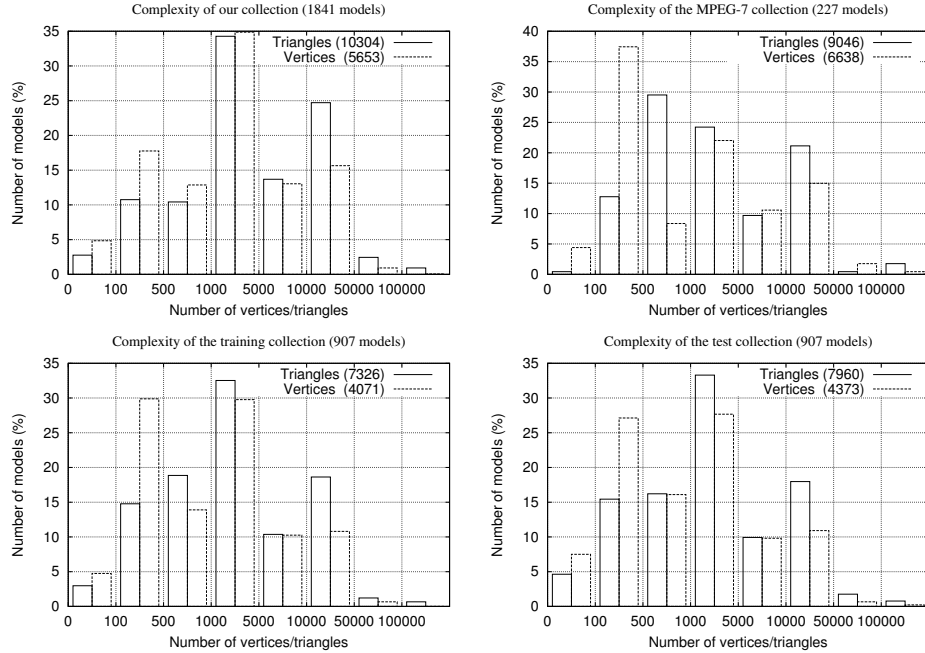 Complexity of our collection (1841 models)
35
30
25
20
15
10
5
0
Number of models (%)
Triangles (10304)
Vertices (5653)
0 100 500 1000 5000 10000 50000 100000
Number of vertices/triangles
Complexity of the MPEG-7 collection (227 models)
40
35
30
25
20
15
10
5
0
Number of models (%)
Triangles (9046)
Vertices (6638)
0 100 500 1000 5000 10000 50000 100000
Number of vertices/triangles
Complexity of the training collection (907 models)
35
30
25
20
15
10
5
0
Number of models (%)
Triangles (7326)
Vertices (4071)
0 100 500 1000 5000 10000 50000 100000
Number of vertices/triangles
Complexity of the test collection (907 models)
35
30
25
20
15
10
5
0
Number of models (%)
Triangles (7960)
Vertices (4373)
0 100 500 1000 5000 10000 50000 100000
Number of vertices/triangles